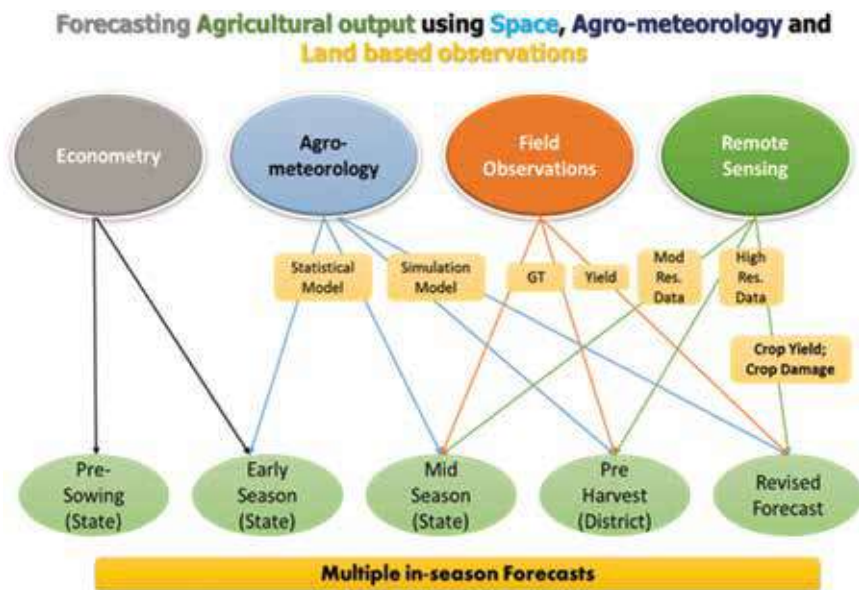 Forecasting Agricultural output using Space, Agro-meteorology and
Land based observations
Econometry
Agro-
meteorology
Field
Observations
Remote
Sensing
Statistical
Model
Simulation
Model
GT
Yield
Mod
Res.
Data
High
Res.
Data
Crop Yield;
Crop Damage
Pre-
Sowing
(State)
Early
Season
(State)
Mid
Season
(State)
Pre
Harvest
(District)
Revised
Forecast
Multiple in-season Forecasts